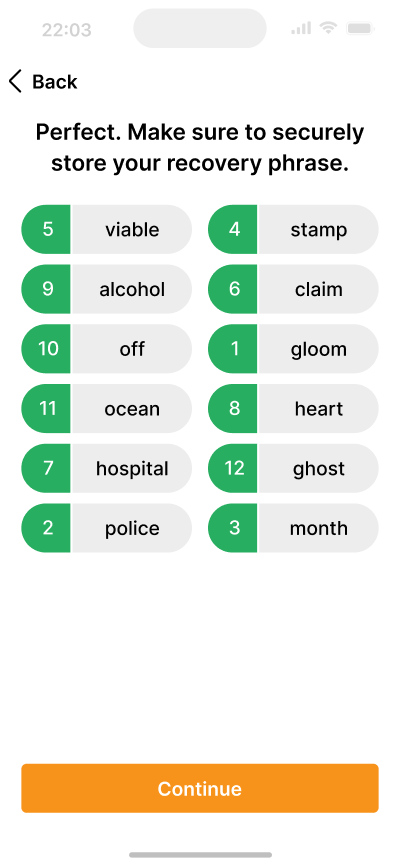 22:03
Back
Perfect. Make sure to securely
store your recovery phrase.
5 viable
4 stamp
9 alcohol
6 claim
10 off
1 gloom
11 ocean
8 heart
7 hospital
12 ghost
2 police
3 month
Continue